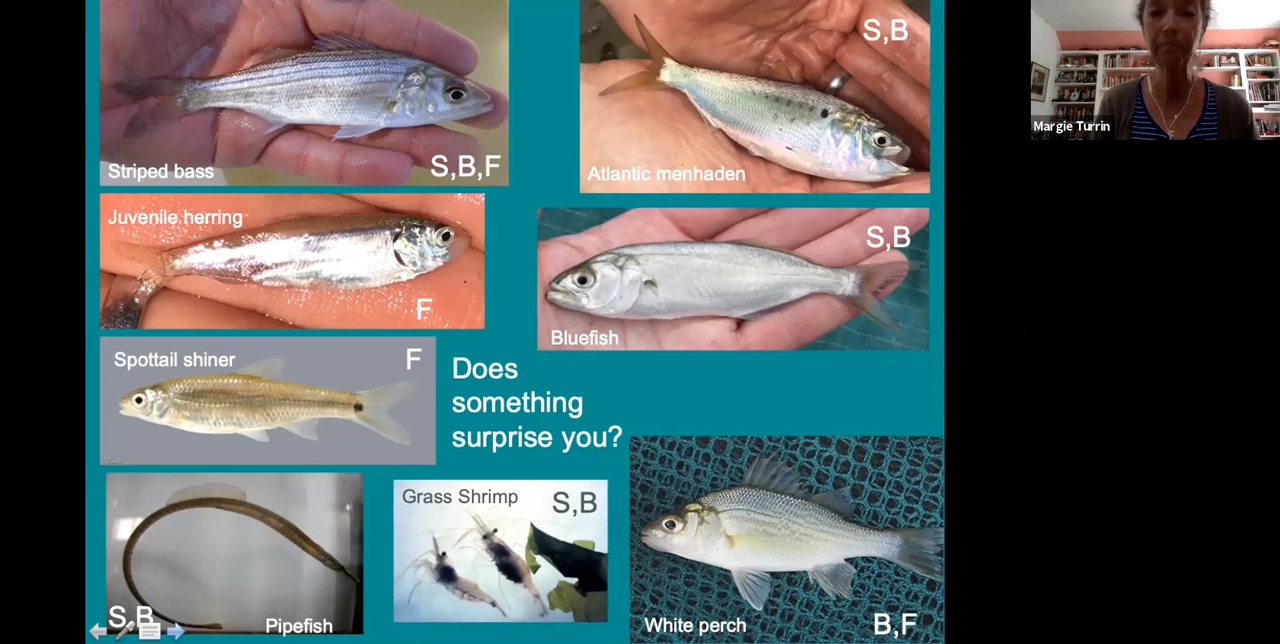 S,B
Striped bass
S,B,F
Atlantic menhaden
Margie Turrin
Juvenile herring
F
S,B
Bluefish
Spottail shiner
F
Does
something
surprise you?
Grass Shrimp
S,B
S,B
Pipefish
White perch
B,F